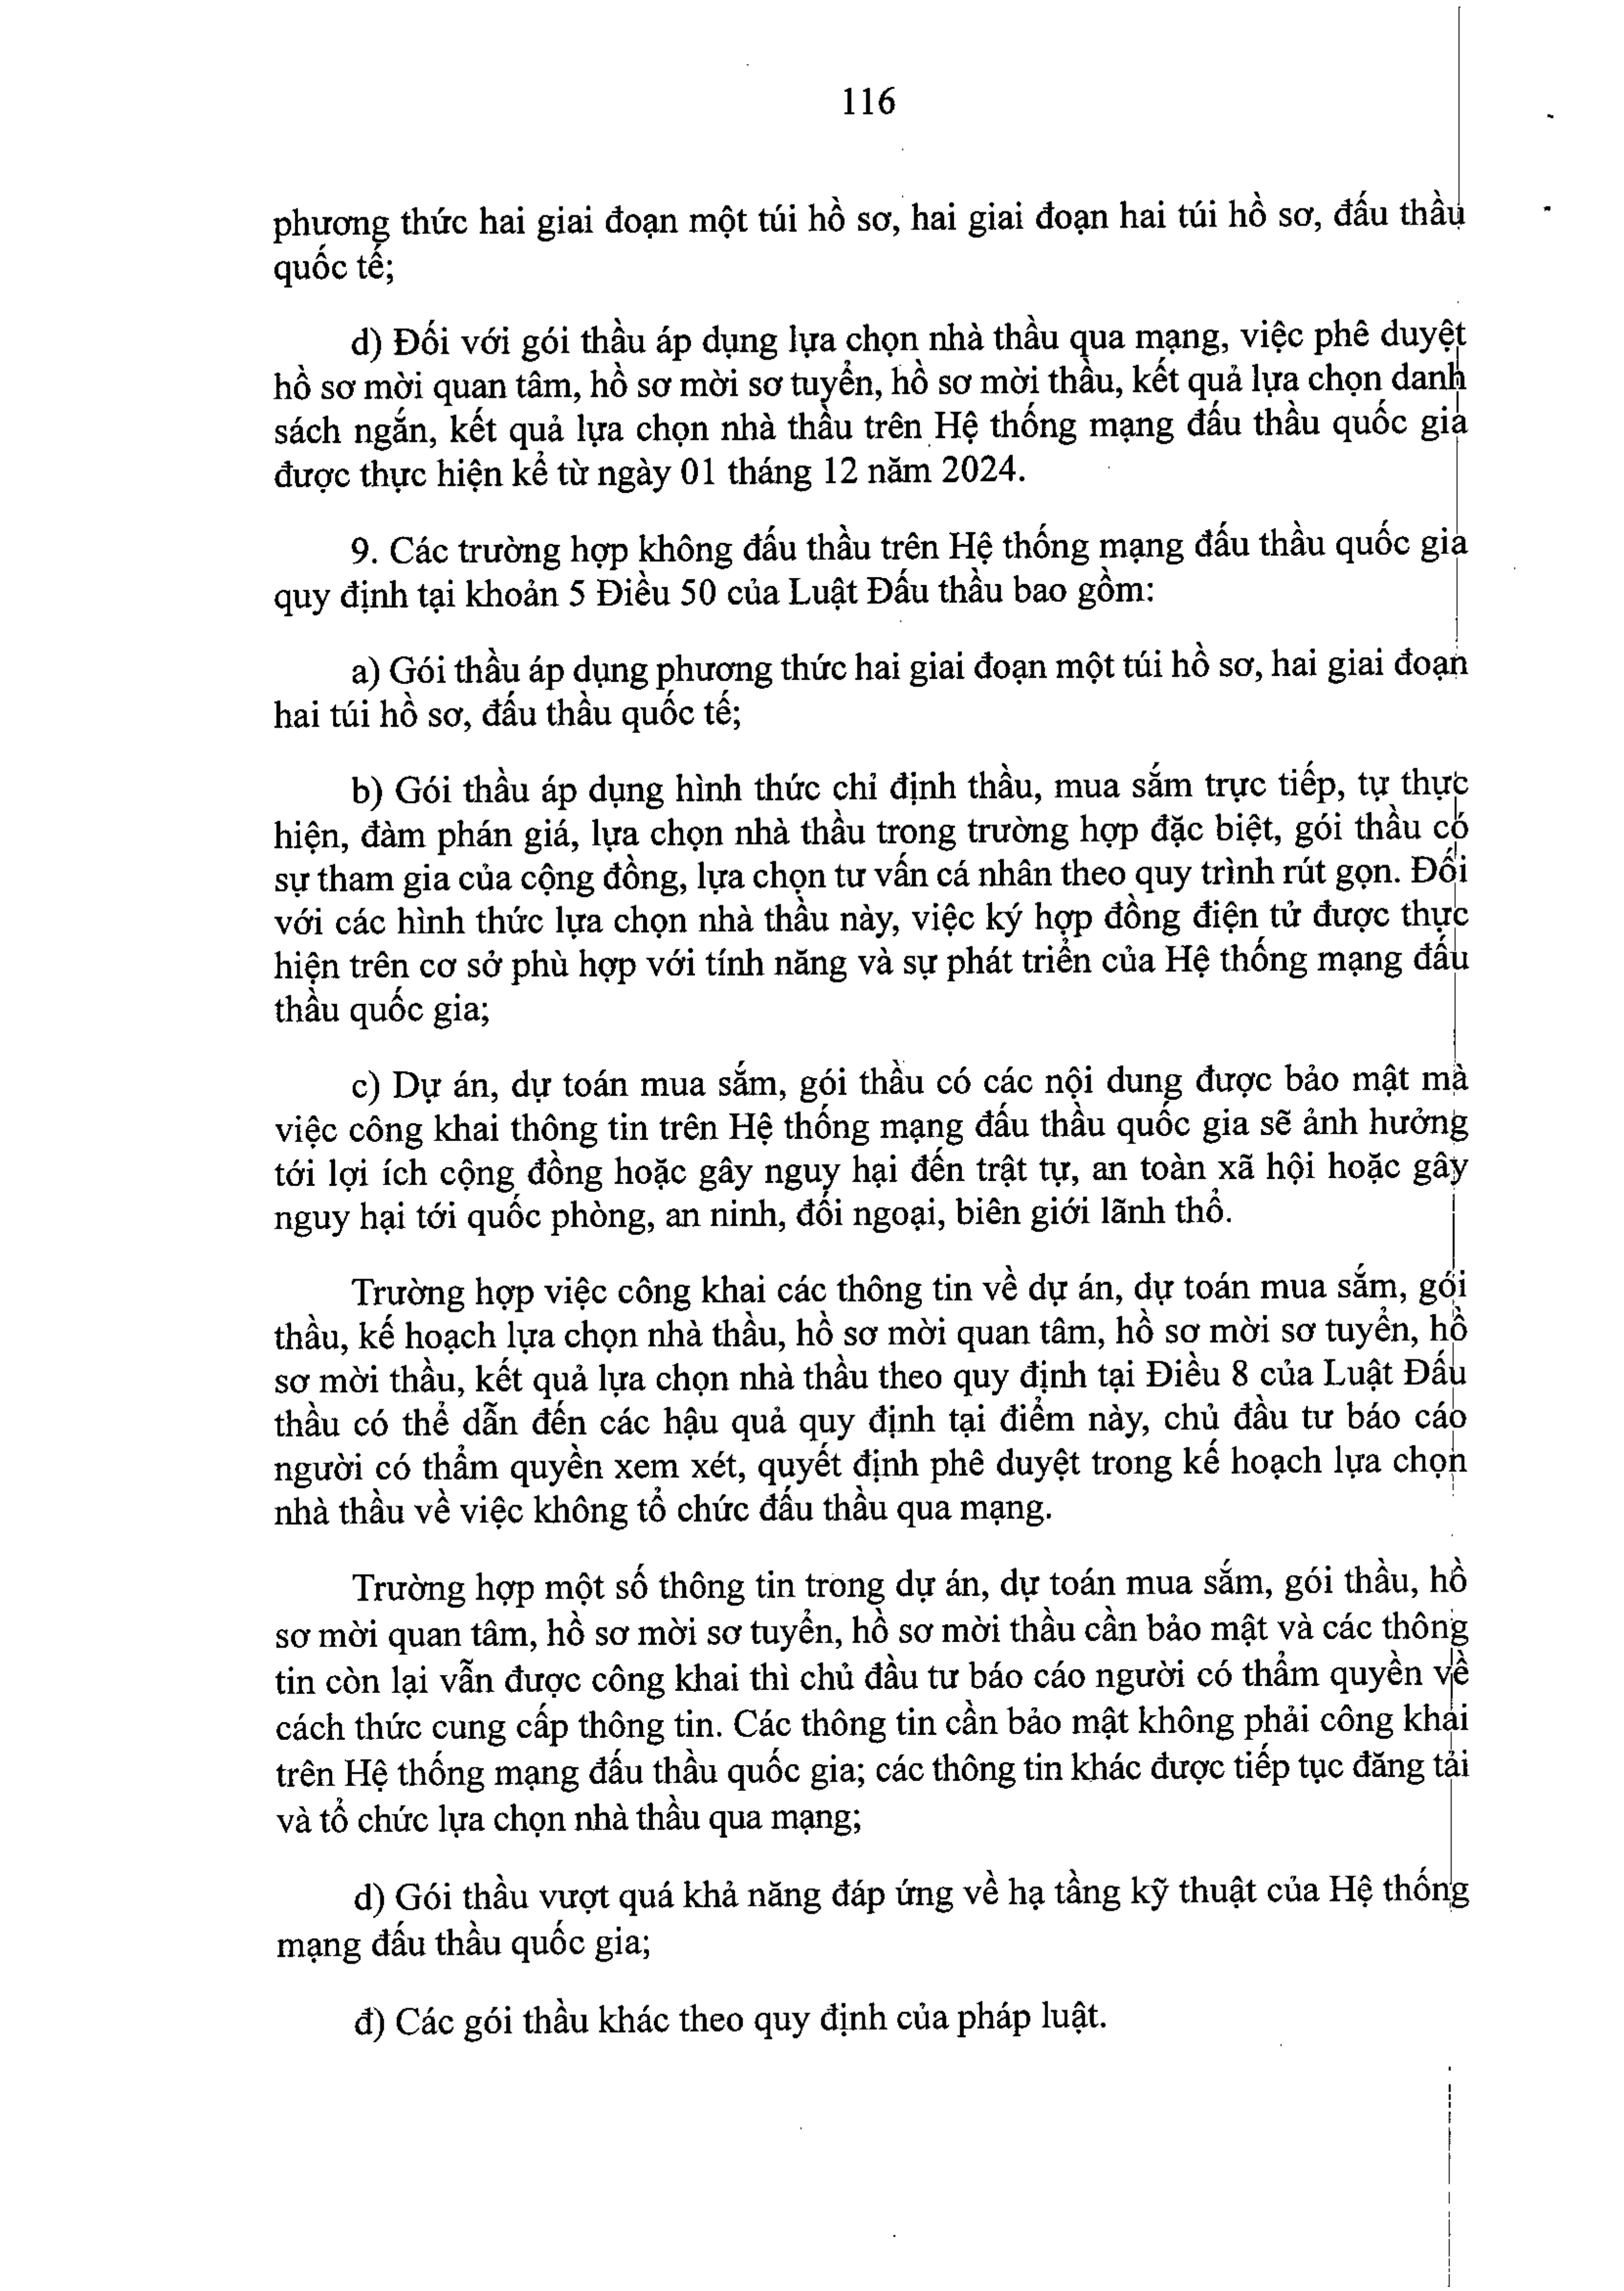 116
phương thức hai giai đoạn một túi hồ sơ, hai giai đoạn hai túi hồ sơ, đấu thầu
quốc tế;
d) Đối với gói thầu áp dụng lựa chọn nhà thầu qua mạng, việc phê duyệt
hồ sơ mời quan tâm, hồ sơ mời sơ tuyển, hồ sơ mời thầu, kết quả lựa chọn danh
sách ngắn, kết quả lựa chọn nhà thầu trên Hệ thống mạng đấu thầu quốc gia
được thực hiện kể từ ngày 01 tháng 12 năm 2024.
9. Các trường hợp không đấu thầu trên Hệ thống mạng đấu thầu quốc gia
quy định tại khoản 5 Điều 50 của Luật Đấu thầu bao gồm:
a) Gói thầu áp dụng phương thức hai giai đoạn một túi hồ sơ, hai giai đoạn
hai túi hồ sơ, đấu thầu quốc tế;
b) Gói thầu áp dụng hình thức chỉ định thầu, mua sắm trực tiếp, tự thực
hiện, đàm phán giá, lựa chọn nhà thầu trong trường hợp đặc biệt, gói thầu có
sự tham gia của cộng đồng, lựa chọn tư vấn cá nhân theo quy trình rút gọn. Đối
với các hình thức lựa chọn nhà thầu này, việc ký hợp đồng điện tử được thực
hiện trên cơ sở phù hợp với tính năng và sự phát triển của Hệ thống mạng đấu
thầu quốc gia;
c) Dự án, dự toán mua sắm, gói thầu có các nội dung được bảo mật mà
việc công khai thông tin trên Hệ thống mạng đấu thầu quốc gia sẽ ảnh hưởng
tới lợi ích cộng đồng hoặc gây nguy hại đến trật tự, an toàn xã hội hoặc gây
nguy hại tới quốc phòng, an ninh, đối ngoại, biên giới lãnh thổ.
Trường hợp việc công khai các thông tin về dự án, dự toán mua sắm, gói
thầu, kế hoạch lựa chọn nhà thầu, hồ sơ mời quan tâm, hồ sơ mời sơ tuyển, hồ
sơ mời thầu, kết quả lựa chọn nhà thầu theo quy định tại Điều 8 của Luật Đấu
thầu có thể dẫn đến các hậu quả quy định tại điểm này, chủ đầu tư báo cáo
người có thẩm quyền xem xét, quyết định phê duyệt trong kế hoạch lựa chọn
nhà thầu về việc không tổ chức đấu thầu qua mạng.
Trường hợp một số thông tin trong dự án, dự toán mua sắm, gói thầu, hồ
sơ mời quan tâm, hồ sơ mời sơ tuyển, hồ sơ mời thầu cần bảo mật và các thông
tin còn lại vẫn được công khai thì chủ đầu tư báo cáo người có thẩm quyền về
cách thức cung cấp thông tin. Các thông tin cần bảo mật không phải công khai
trên Hệ thống mạng đấu thầu quốc gia; các thông tin khác được tiếp tục đăng tải
và tổ chức lựa chọn nhà thầu qua mạng;
d) Gói thầu vượt quá khả năng đáp ứng về hạ tầng kỹ thuật của Hệ thống
mạng đấu thầu quốc gia;
đ) Các gói thầu khác theo quy định của pháp luật.